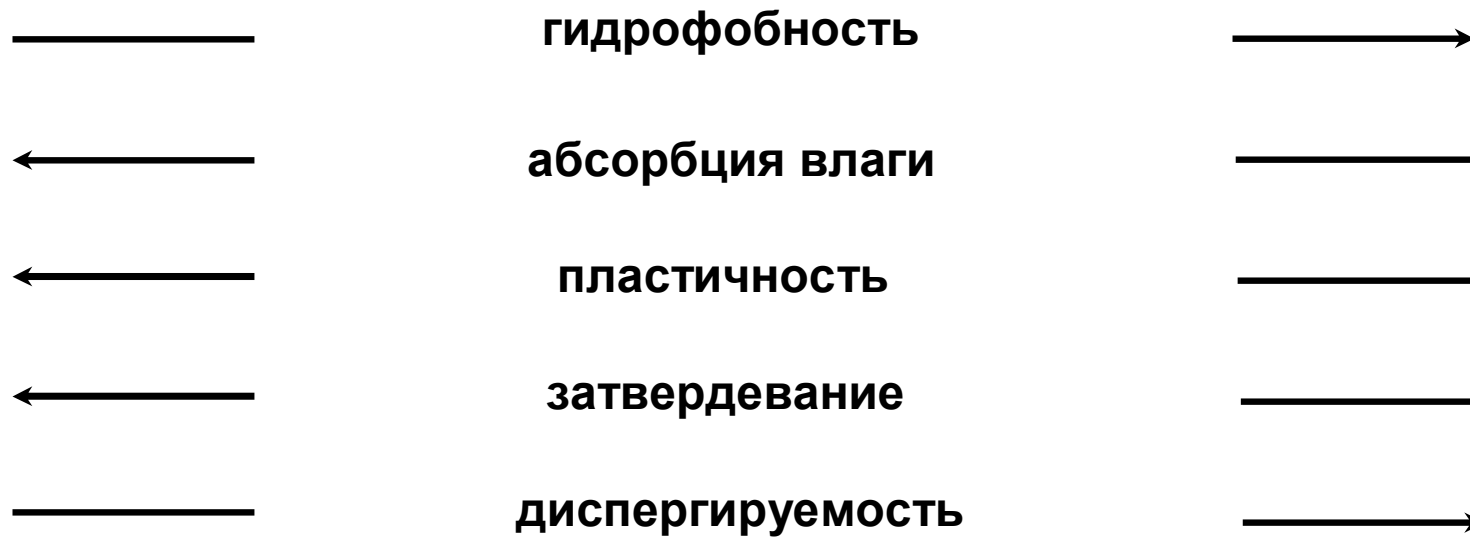 гидрофобность
абсорбция влаги
пластичность
затвердевание
диспергируемость